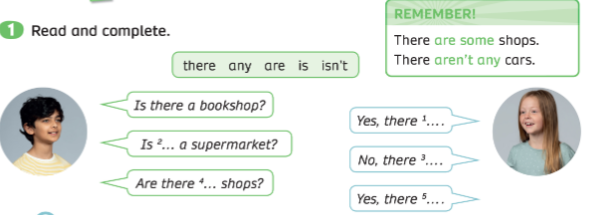 1 Read and complete.
REMEMBER!
There are some shops.
There aren't any cars.
there any are is isn't
Is there a bookshop?
Yes, there ¹....
Is ²... a supermarket?
No, there ³....
Are there ⁴... shops?
Yes, there ⁵....